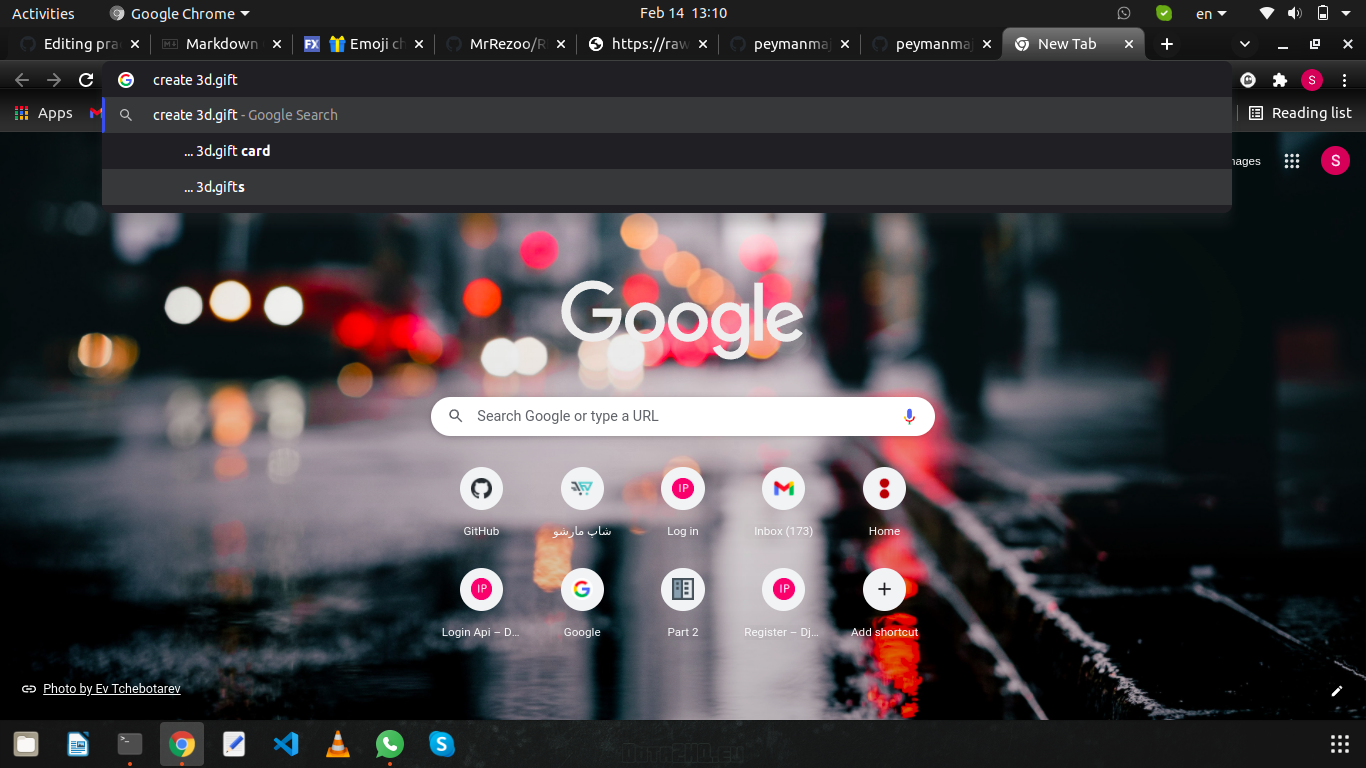 Activities Google Chrome Feb 14 13:10 en
Editing pra Markdown Emoji ch MrRezoo/R https://raw peymanma peymanma New Tab
create 3d.gift
Apps Reading list
create 3d.gift - Google Search
... 3d.gift card
... 3d.gifts
nages S
Google
Search Google or type a URL
GitHub شاپ مارشو Log in Inbox (173) Home
Login Api – D... Google Part 2 Register – Dj... Add shortcut
Photo by Ev Tchebotarev